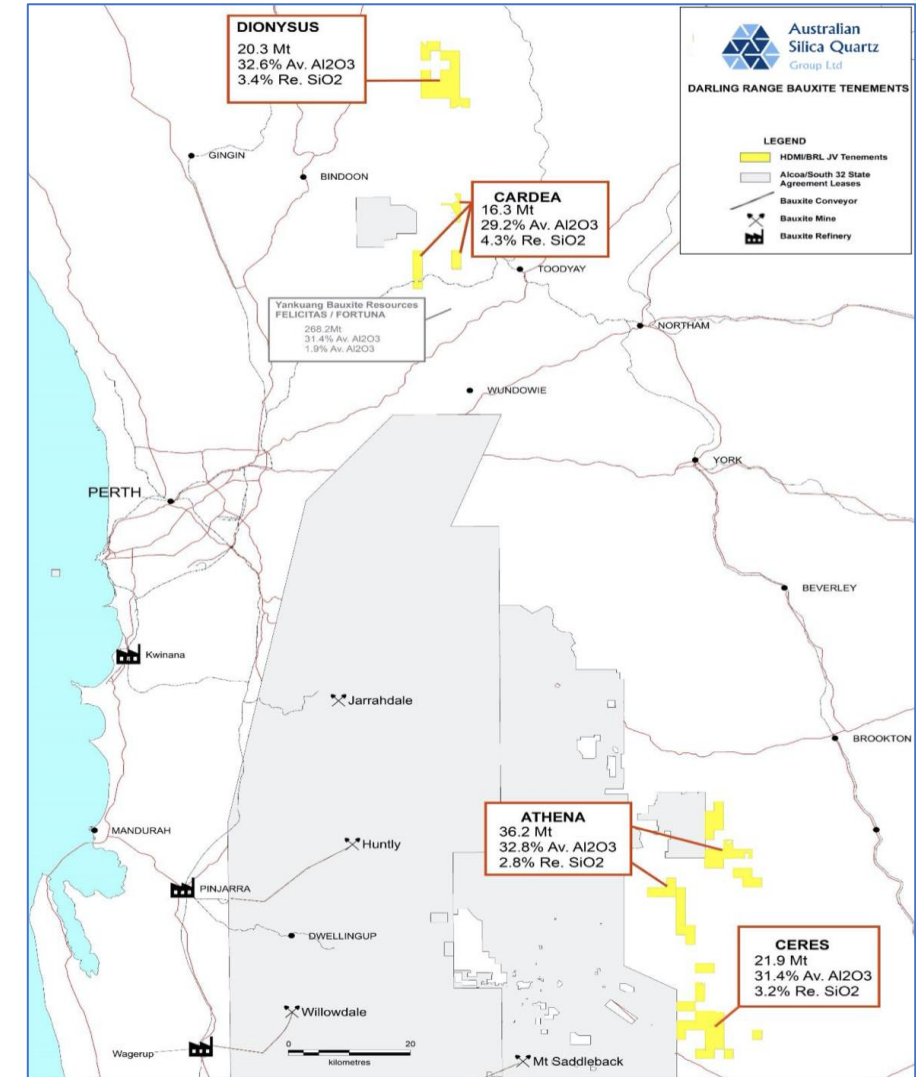 DIONYSUS
20.3 Mt
32.6% Av. Al2O3
3.4% Re. SiO2
Australian
Silica Quartz
Group Ltd
DARLING RANGE BAUXITE TENEMENTS
LEGEND
HDMI/BRL JV Tenements
Alcoa/South 32 State
Agreement Leases
Bauxite Conveyor
Bauxite Mine
Bauxite Refinery
GINGIN
BINDOON
CARDEA
16.3 Mt
29.2% Av. Al2O3
4.3% Re. SiO2
TOODYAY
Yankuang Bauxite Resources
FELICITAS / FORTUNA
268.2Mt
31.4% Av. Al2O3
1.9% Av. Al2O3
NORTHAM
WUNDOWIE
YORK
PERTH
BEVERLEY
Kwinana
Jarrahdale
BROOKTON
ATHENA
36.2 Mt
32.8% Av. Al2O3
2.8% Re. SiO2
MANDURAH
Huntly
PINJARRA
DWELLINGUP
CERES
21.9 Mt
31.4% Av. Al2O3
3.2% Re. SiO2
Willowdale
Wagerup
0 20
kilometres
Mt Saddleback